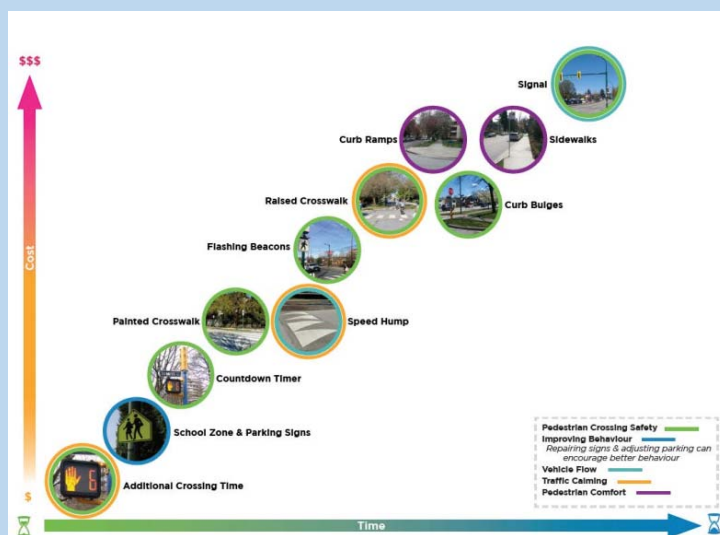 $$$
Signal
Curb Ramps
Sidewalks
Raised Crosswalk
Curb Bulges
Flashing Beacons
Cost
Painted Crosswalk
Speed Hump
Countdown Timer
School Zone & Parking Signs
Additional Crossing Time
6
$
Time
Pedestrian Crossing Safety
Improving Behaviour
Repairing signs & adjusting parking can
encourage better behaviour
Vehicle Flow
Traffic Calming
Pedestrian Comfort